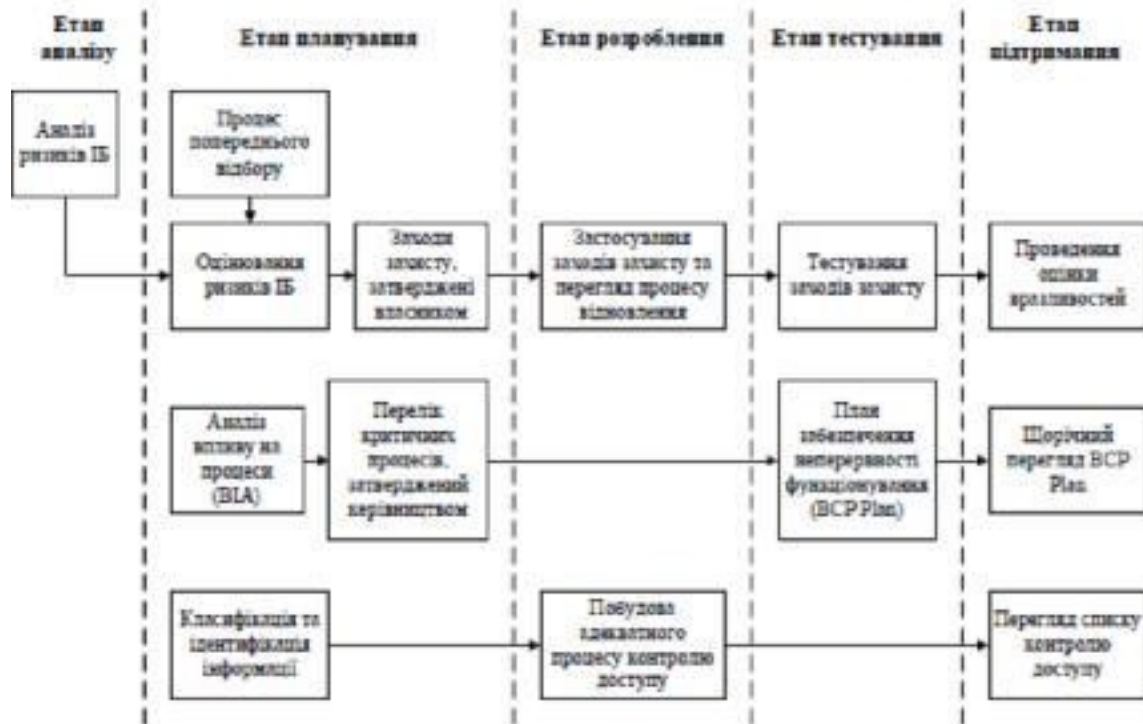 Етап
аналізу
Етап планування
Етап розроблення
Етап тестування
Етап
підтримання
Аналіз
ризиків ІБ
Процес
попереднього
відбору
Оцінювання
ризиків ІБ
Заходи
захисту,
затверджені
власником
Застосування
заходів захисту та
перегляд процесу
відновлення
Тестування
заходів захисту
Проведення
оцінки
вразливостей
Аналіз
впливу на
процеси
(BIA)
Перелік
критичних
процесів,
затверджений
керівництвом
План
забезпечення
неперервності
функціонування
(BCP Plan)
Щорічний
перегляд BCP
Plan
Класифікація та
ідентифікація
інформації
Побудова
адекватного
процесу контролю
доступу
Перегляд списку
контролю
доступу